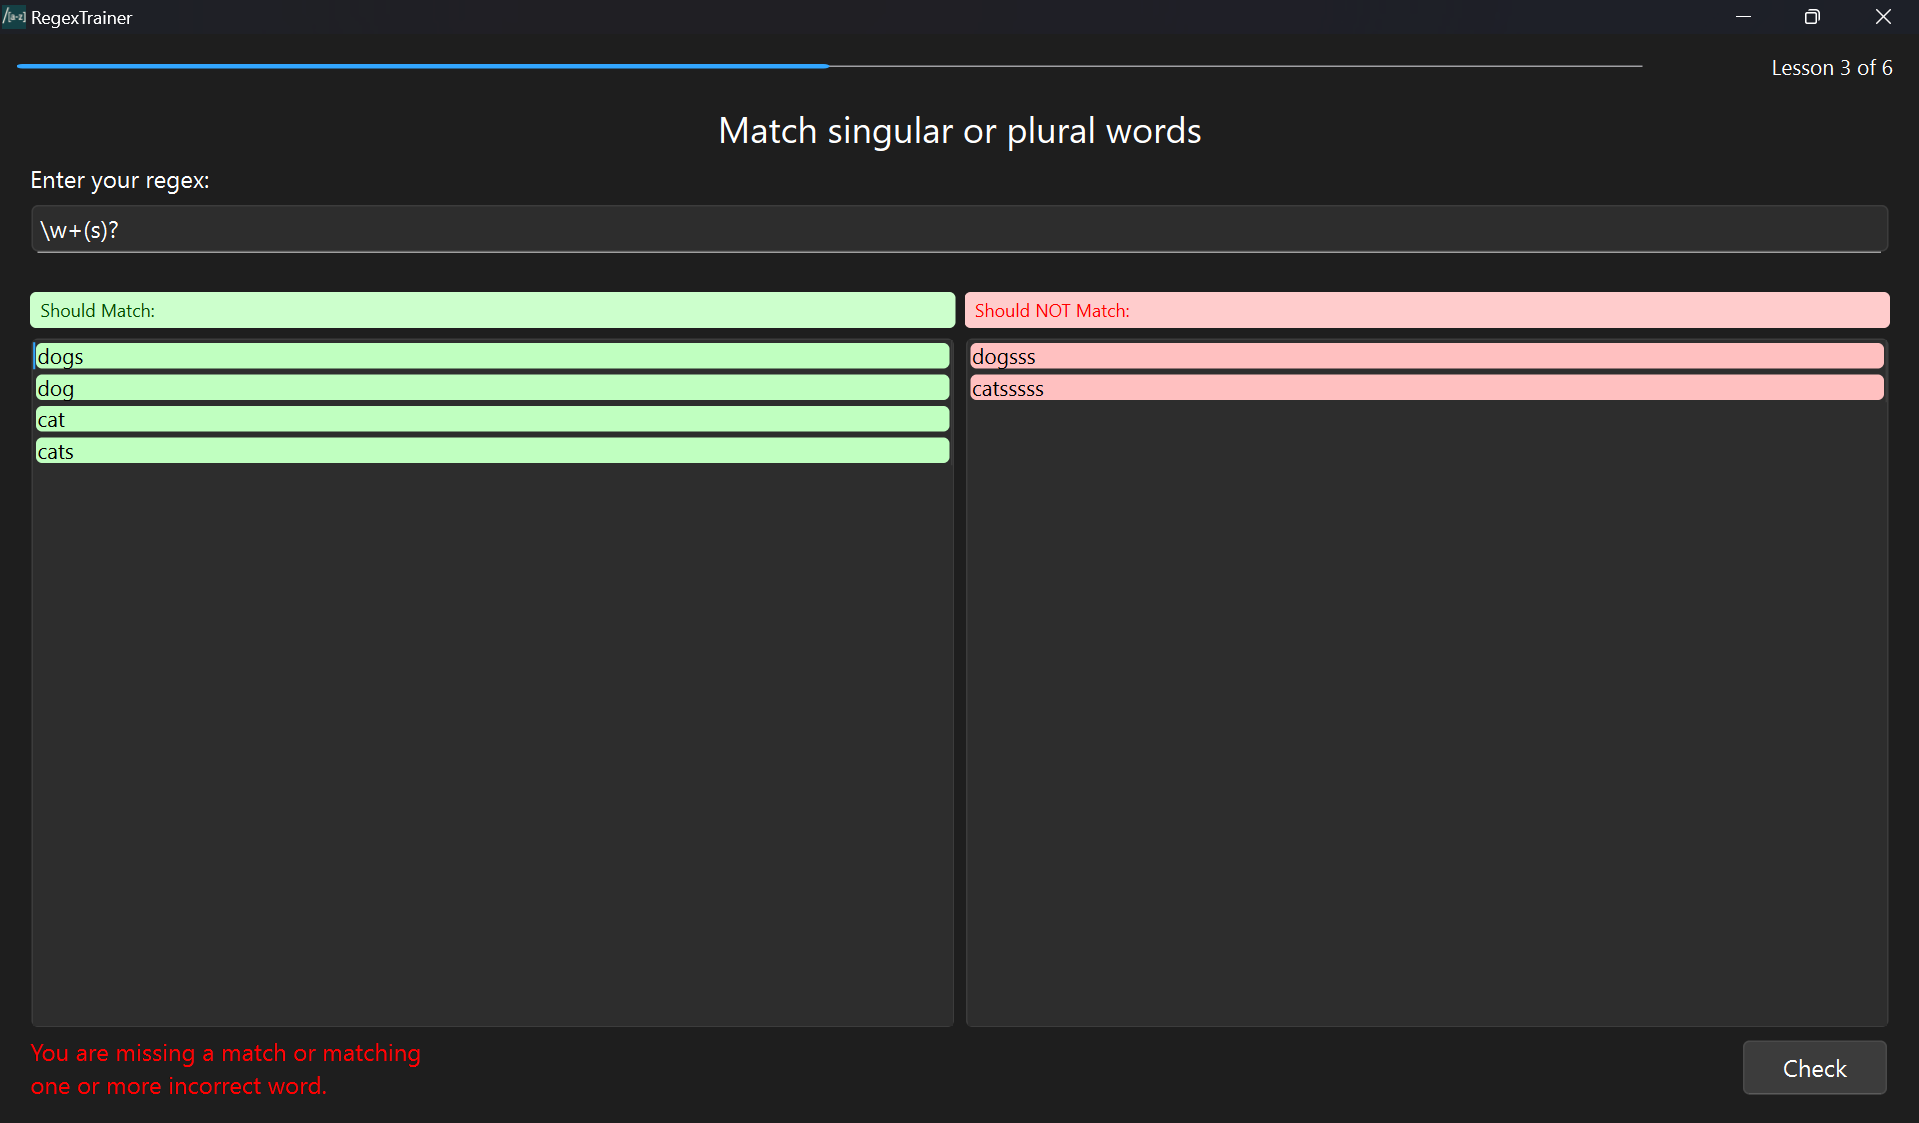 /[a-z] RegexTrainer
Lesson 3 of 6
Match singular or plural words
Enter your regex:
\w+(s)?
Should Match:
Should NOT Match:
dogs
dog
cat
cats
dogsss
catsssss
You are missing a match or matching
one or more incorrect word.
Check